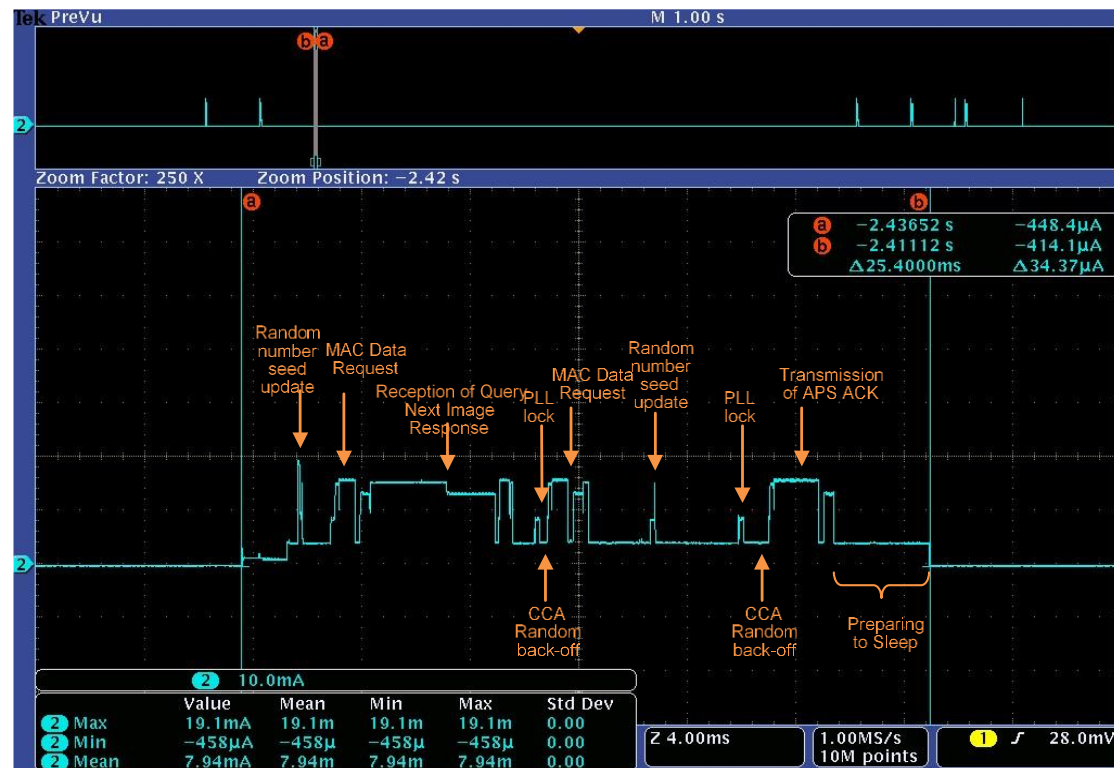 Tek PreVu M 1.00 s
b a
2
Zoom Factor: 250 X Zoom Position: −2.42 s
a b
a −2.43652 s −448.4µA
b −2.41112 s −414.1µA
Δ25.4000ms Δ34.37µA
Random
number
seed
update
MAC Data
Request
Reception of Query
Next Image
Response
PLL
lock
MAC Data
Request
Random
number
seed
update
PLL
lock
Transmission
of APS ACK
2
CCA
Random
back-off
CCA
Random
back-off
Preparing
to Sleep
2 10.0mA
Value Mean Min Max Std Dev
2 Max 19.1mA 19.1m 19.1m 19.1m 0.00
2 Min −458µA −458µ −458µ −458µ 0.00
2 Mean 7.94mA 7.94m 7.94m 7.94m 0.00
Z 4.00ms
1.00MS/s
10M points
1 28.0mV